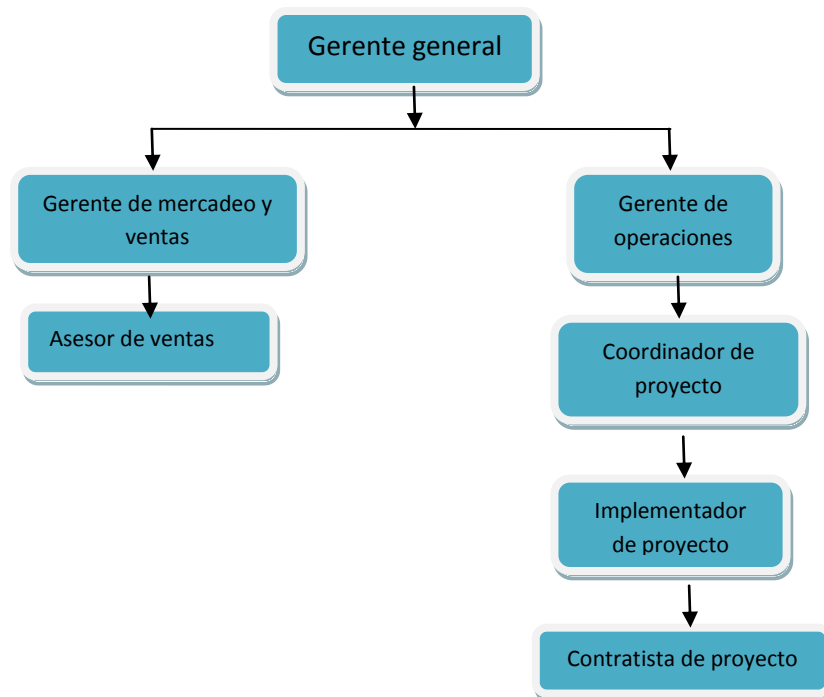 Gerente general
Gerente de mercadeo y
ventas
Gerente de
operaciones
Asesor de ventas
Coordinador de
proyecto
Implementador
de proyecto
Contratista de proyecto